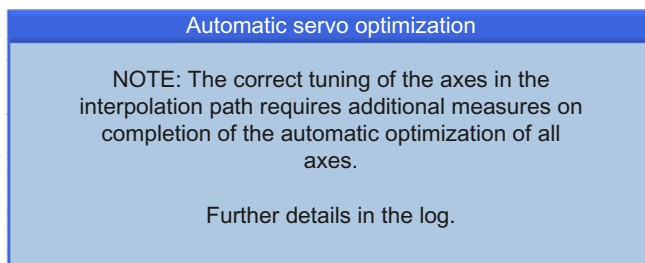 Automatic servo optimization
NOTE: The correct tuning of the axes in the
interpolation path requires additional measures on
completion of the automatic optimization of all
axes.
Further details in the log.